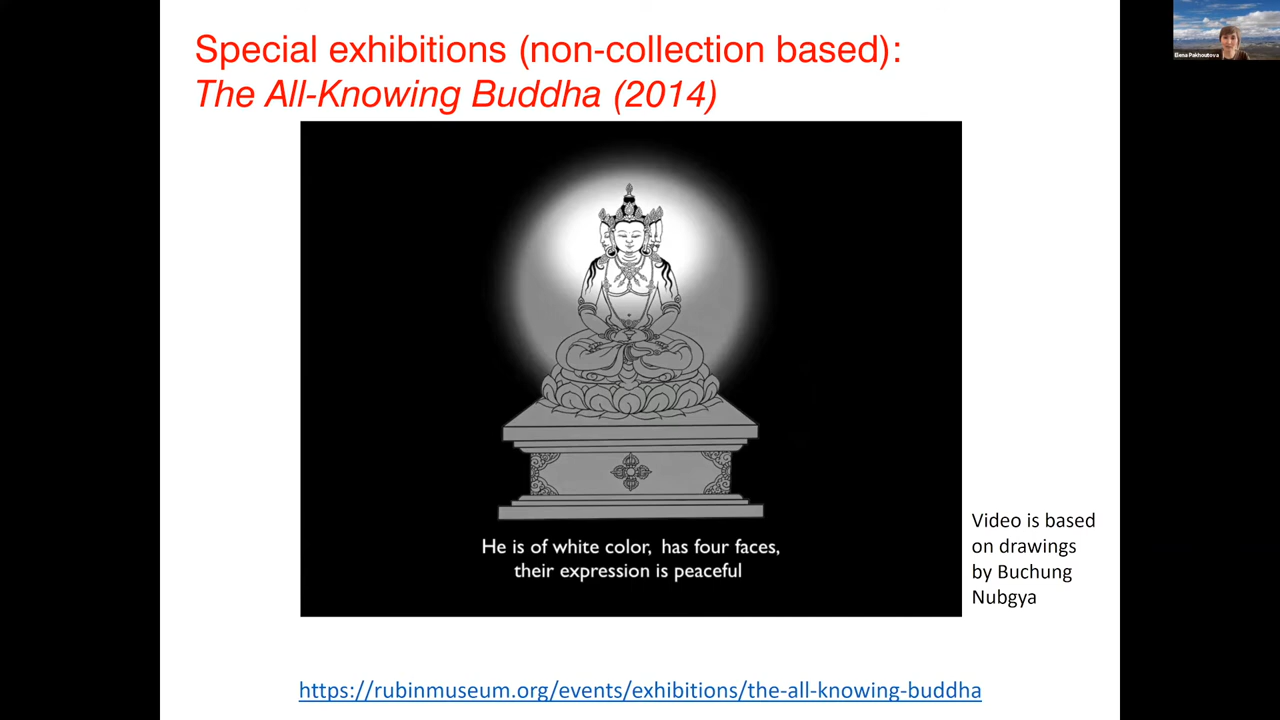 Special exhibitions (non-collection based):
The All-Knowing Buddha (2014)
Elena Pakhoutova
He is of white color, has four faces,
their expression is peaceful
Video is based
on drawings
by Buchung
Nubgya
https://rubinmuseum.org/events/exhibitions/the-all-knowing-buddha